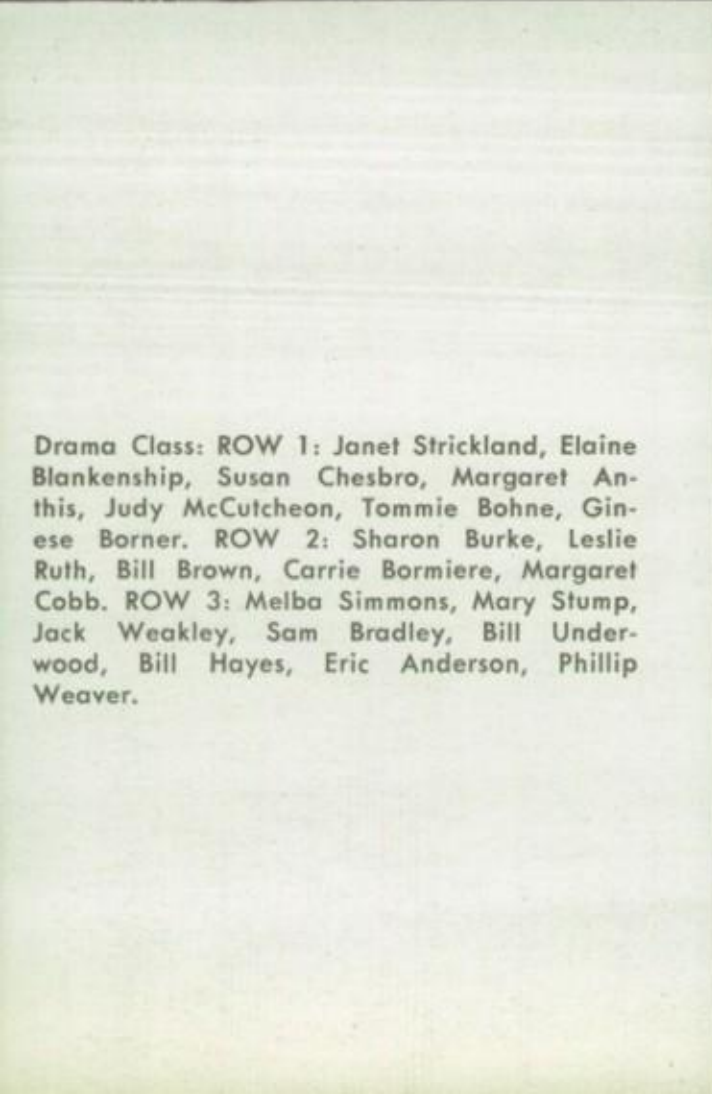 Drama Class: ROW 1: Janet Strickland, Elaine
Blankenship, Susan Chesbro, Margaret An-
this, Judy McCutcheon, Tommie Bohne, Gin-
ese Borner. ROW 2: Sharon Burke, Leslie
Ruth, Bill Brown, Carrie Bormiere, Margaret
Cobb. ROW 3: Melba Simmons, Mary Stump,
Jack Weakley, Sam Bradley, Bill Under-
wood, Bill Hayes, Eric Anderson, Phillip
Weaver.